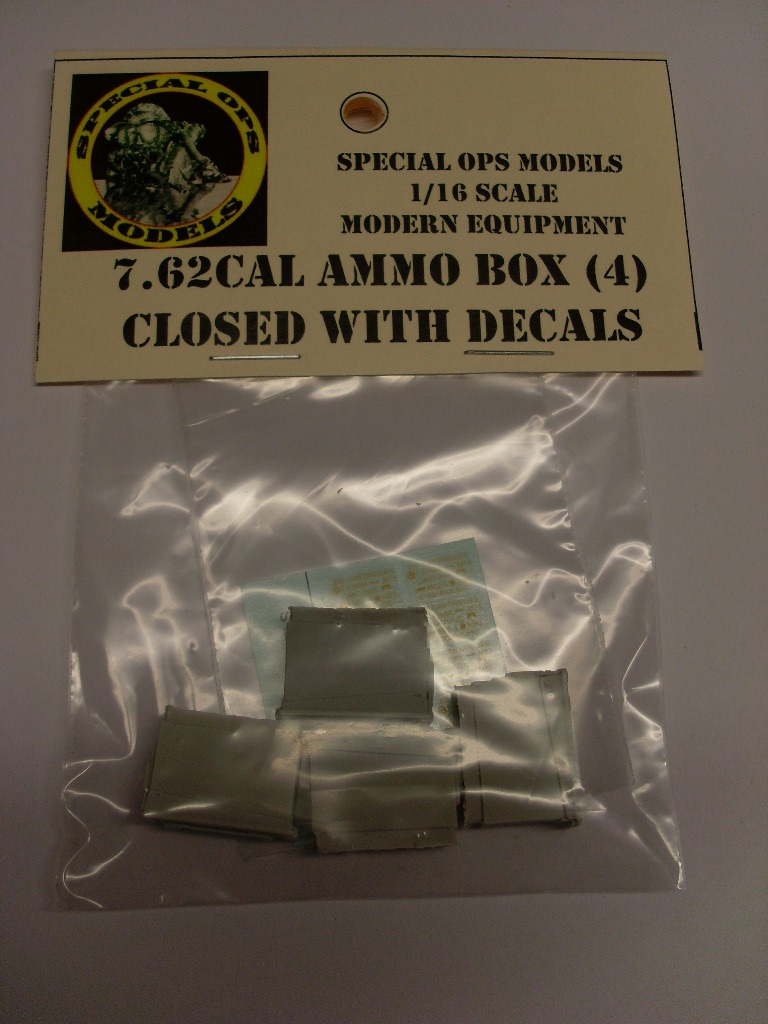 SPECIAL OPS
MODELS
SPECIAL OPS MODELS
1/16 SCALE
MODERN EQUIPMENT
7.62CAL AMMO BOX (4)
CLOSED WITH DECALS